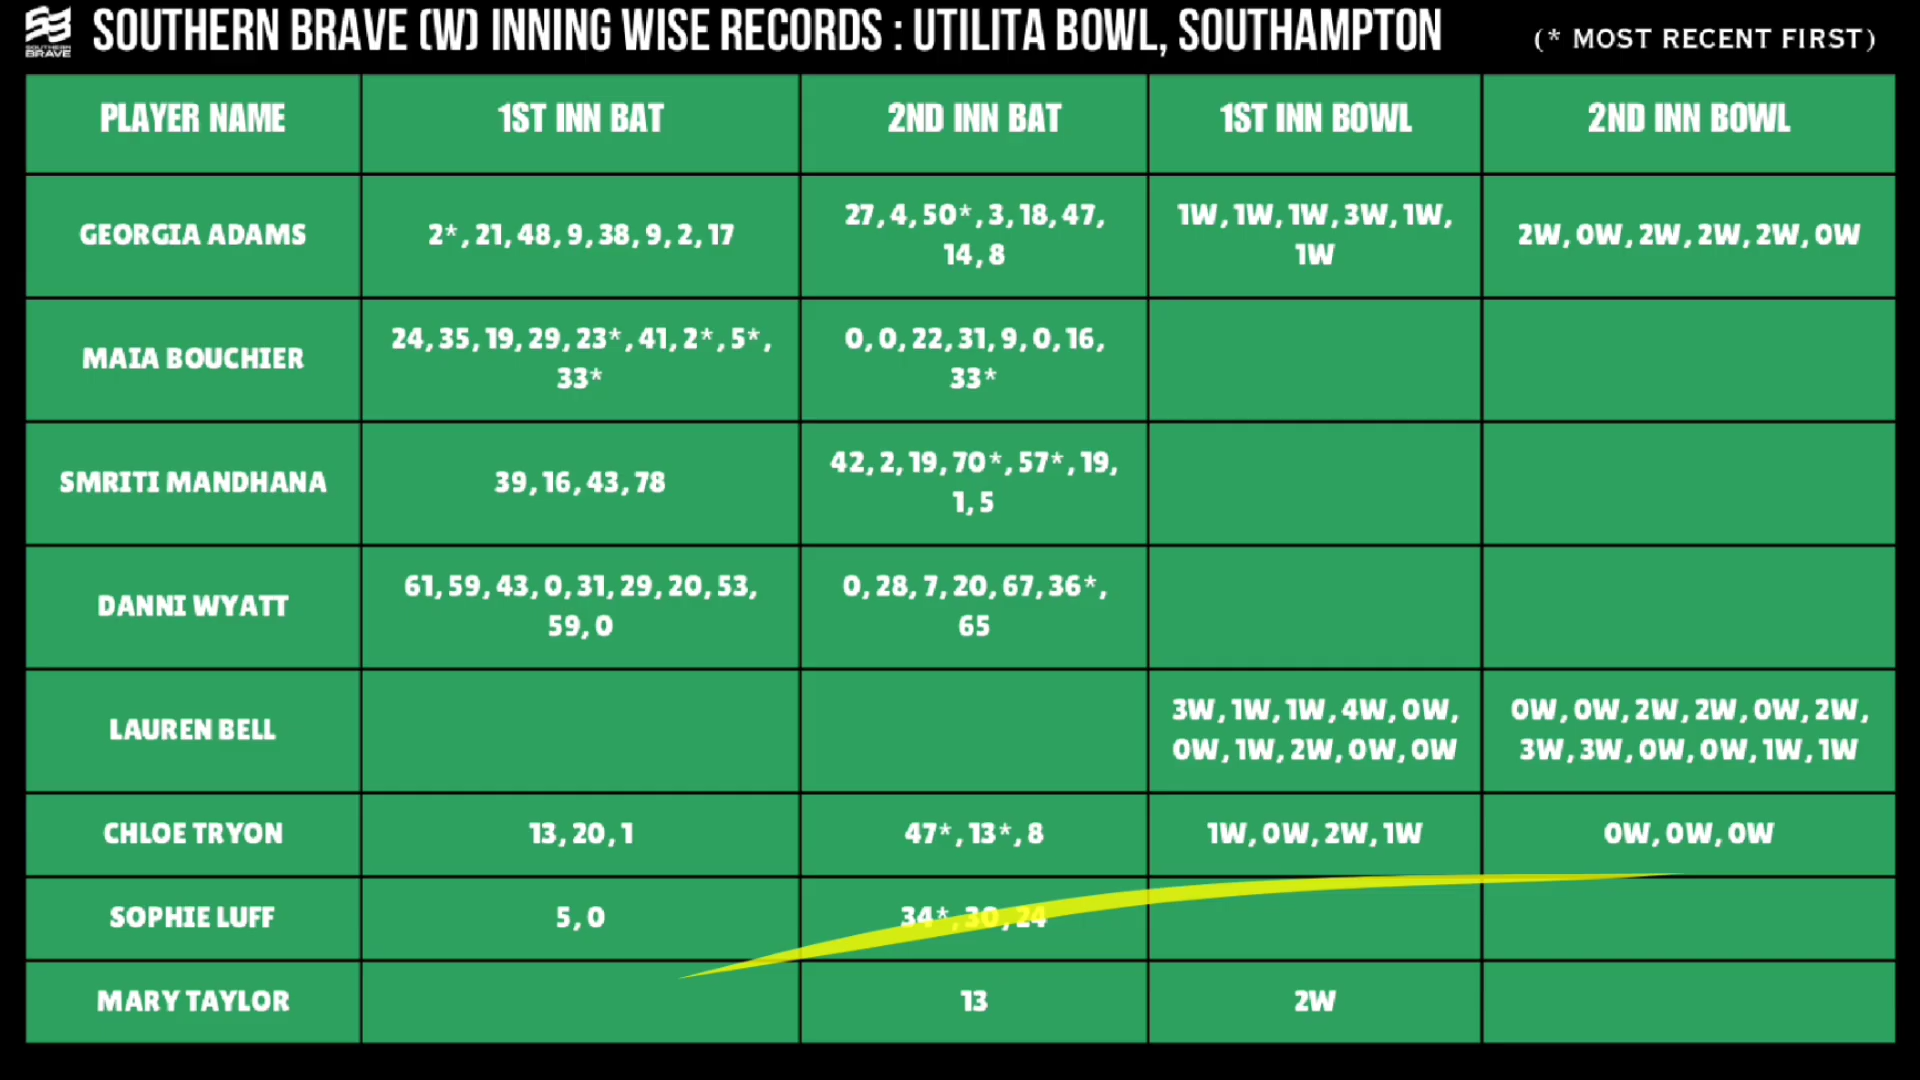 SOUTHERN BRAVE
SOUTHERN BRAVE (W) INNING WISE RECORDS : UTILITA BOWL, SOUTHAMPTON
(* MOST RECENT FIRST)
PLAYER NAME
1ST INN BAT
2ND INN BAT
1ST INN BOWL
2ND INN BOWL
GEORGIA ADAMS
2*, 21, 48, 9, 38, 9, 2, 17
27, 4, 50*, 3, 18, 47,
14, 8
1W, 1W, 1W, 3W, 1W,
1W
2W, 0W, 2W, 2W, 2W, 0W
MAIA BOUCHIER
24, 35, 19, 29, 23*, 41, 2*, 5*,
33*
0, 0, 22, 31, 9, 0, 16,
33*
SMRITI MANDHANA
39, 16, 43, 78
42, 2, 19, 70*, 57*, 19,
1, 5
DANNI WYATT
61, 59, 43, 0, 31, 29, 20, 53,
59, 0
0, 28, 7, 20, 67, 36*,
65
LAUREN BELL
3W, 1W, 1W, 4W, 0W,
0W, 1W, 2W, 0W, 0W
0W, 0W, 2W, 2W, 0W, 2W,
3W, 3W, 0W, 0W, 1W, 1W
CHLOE TRYON
13, 20, 1
47*, 13*, 8
1W, 0W, 2W, 1W
0W, 0W, 0W
SOPHIE LUFF
5, 0
34*, 30, 24
MARY TAYLOR
13
2W